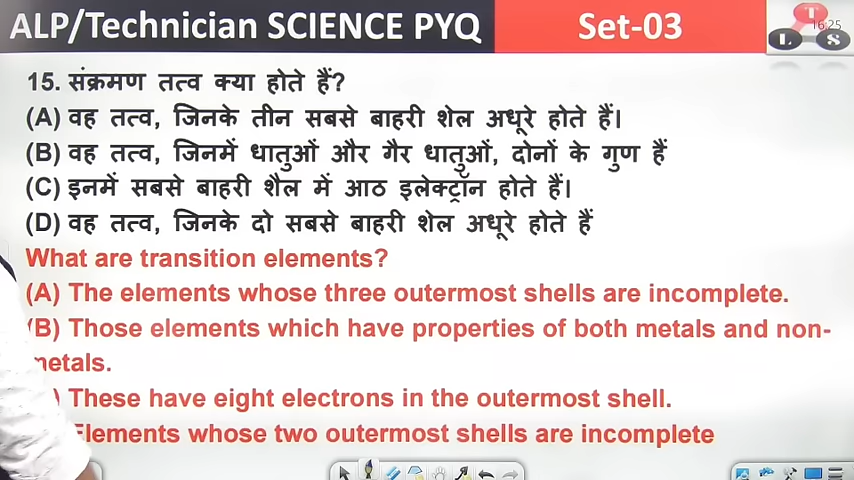 ALP/Technician SCIENCE PYQ Set-03
T
16:25
L S
15. संक्रमण तत्व क्या होते हैं?
(A) वह तत्व, जिनके तीन सबसे बाहरी शेल अधूरे होते हैं।
(B) वह तत्व, जिनमें धातुओं और गैर धातुओं, दोनों के गुण हैं
(C) इनमें सबसे बाहरी शैल में आठ इलेक्ट्रॉन होते हैं।
(D) वह तत्व, जिनके दो सबसे बाहरी शेल अधूरे होते हैं
What are transition elements?
(A) The elements whose three outermost shells are incomplete.
(B) Those elements which have properties of both metals and non-
metals.
) These have eight electrons in the outermost shell.
Elements whose two outermost shells are incomplete